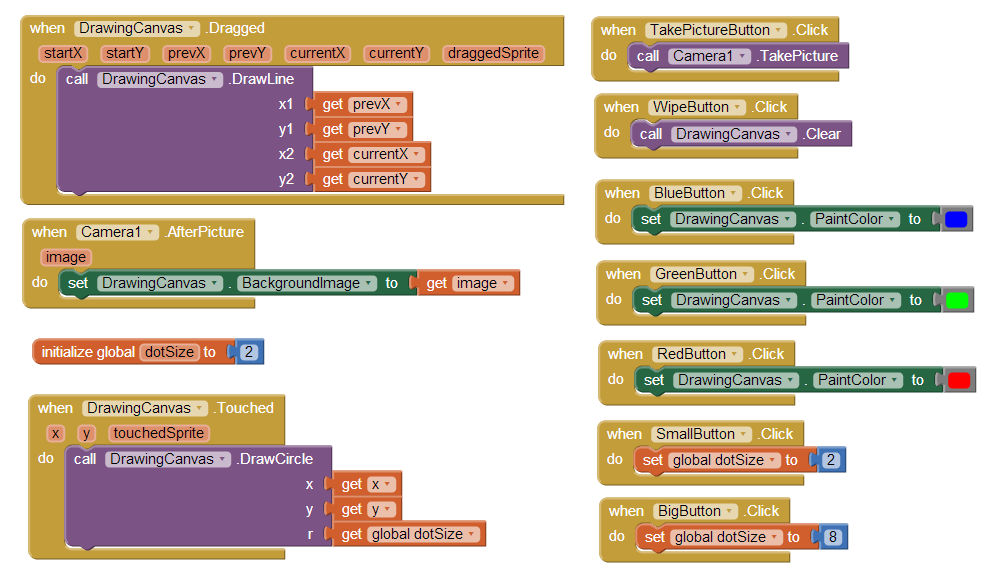 when DrawingCanvas .Dragged
startX startY prevX prevY currentX currentY draggedSprite
do call DrawingCanvas .DrawLine
x1 get prevX
y1 get prevY
x2 get currentX
y2 get currentY
when Camera1 .AfterPicture
image
do set DrawingCanvas . BackgroundImage to get image
initialize global dotSize to 2
when DrawingCanvas .Touched
x y touchedSprite
do call DrawingCanvas .DrawCircle
x get x
y get y
r get global dotSize
when TakePictureButton .Click
do call Camera1 .TakePicture
when WipeButton .Click
do call DrawingCanvas .Clear
when BlueButton .Click
do set DrawingCanvas . PaintColor to
when GreenButton .Click
do set DrawingCanvas . PaintColor to
when RedButton .Click
do set DrawingCanvas . PaintColor to
when SmallButton .Click
do set global dotSize to 2
when BigButton .Click
do set global dotSize to 8